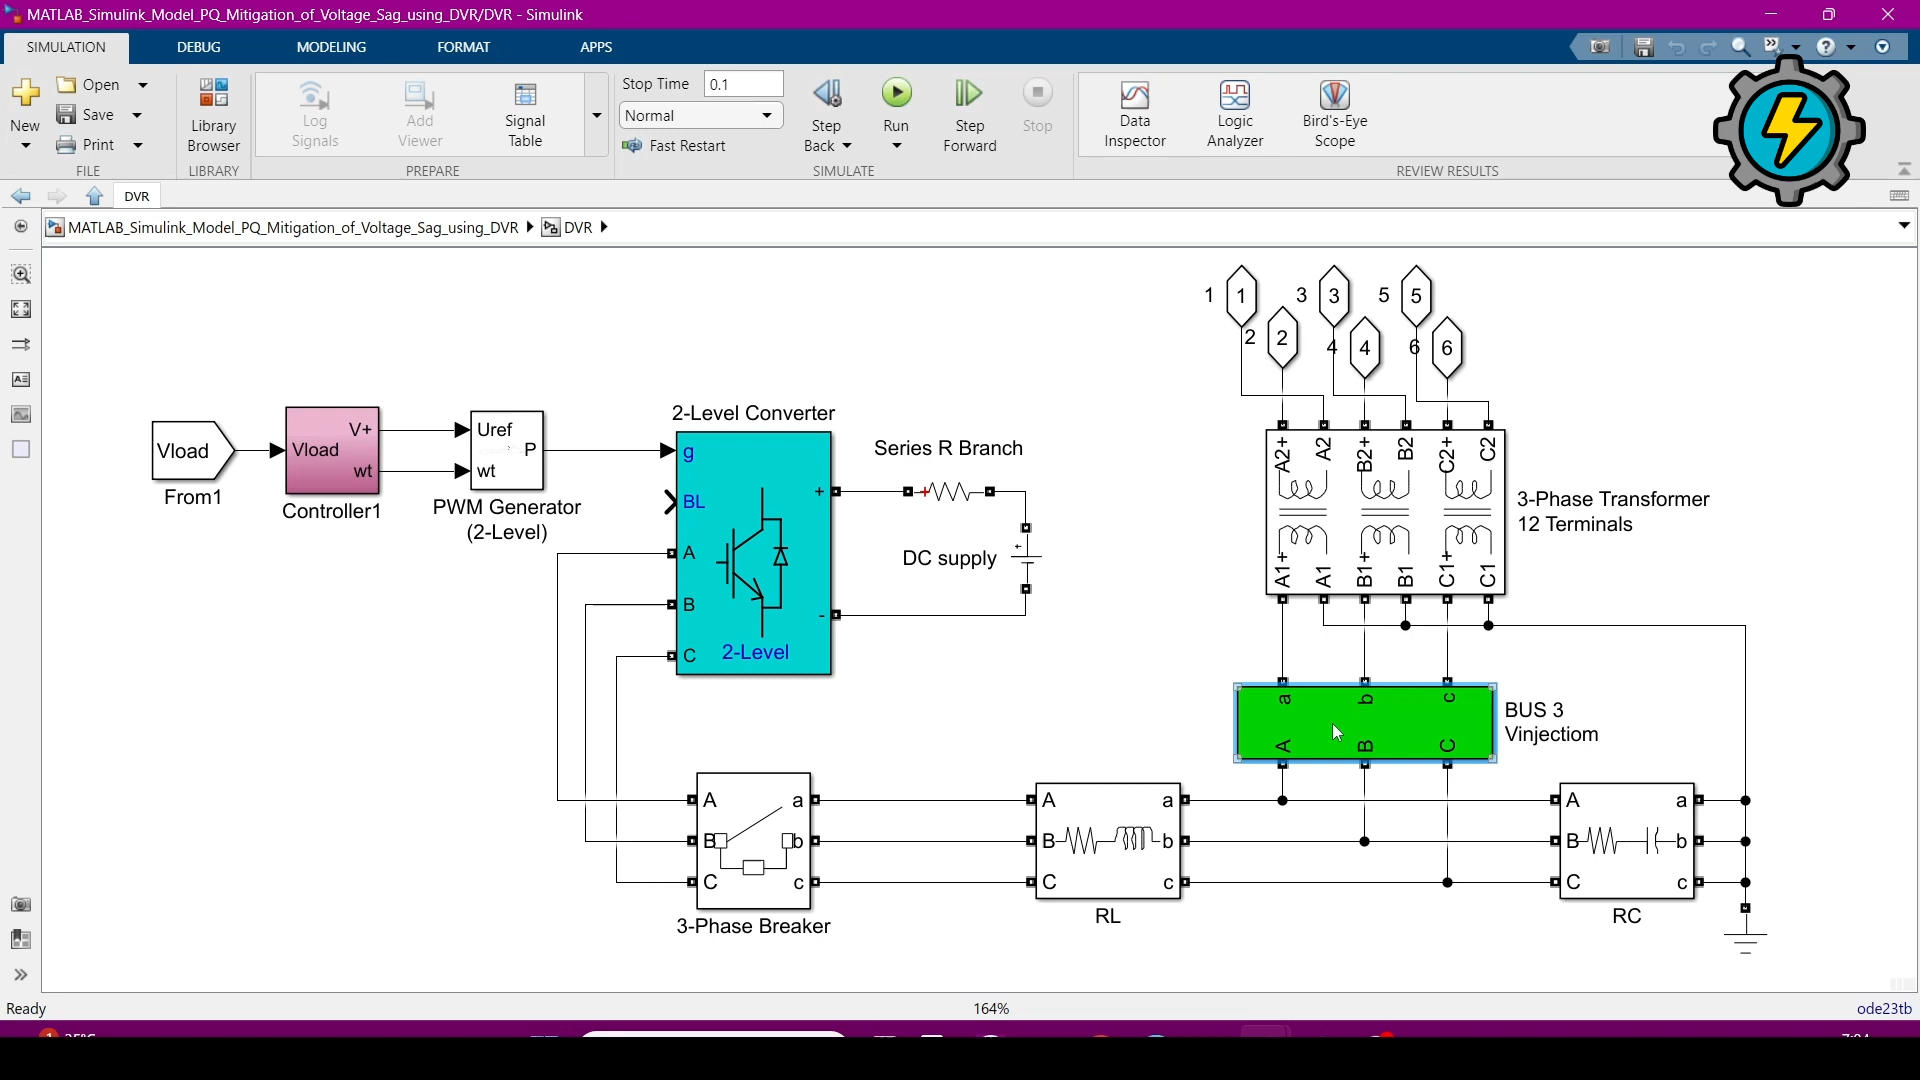 MATLAB_Simulink_Model_PQ_Mitigation_of_Voltage_Sag_using_DVR/DVR - Simulink
SIMULATION DEBUG MODELING FORMAT APPS
New
Open
Save
Print
FILE
Library
Browser
LIBRARY
Log
Signals
Add
Viewer
Signal
Table
PREPARE
Stop Time 0.1
Normal
Fast Restart
Step
Back
Run
Step
Forward
Stop
SIMULATE
Data
Inspector
Logic
Analyzer
Bird's-Eye
Scope
REVIEW RESULTS
DVR
MATLAB_Simulink_Model_PQ_Mitigation_of_Voltage_Sag_using_DVR DVR
1 1 3 3 5 5
2 2 4 4 6 6
Vload
From1
Vload V+ wt
Controller1
Uref P wt
PWM Generator
(2-Level)
2-Level Converter
g
BL
A
B
C
+
-
2-Level
Series R Branch
+
DC supply
A2+ A2 B2+ B2 C2+ C2
A1+ A1 B1+ B1 C1+ C1
3-Phase Transformer
12 Terminals
a b c
A B C
BUS 3
Vinjectiom
A a
B b
C c
3-Phase Breaker
A a
B b
C c
RL
A a
B b
C c
RC
Ready 164% ode23tb